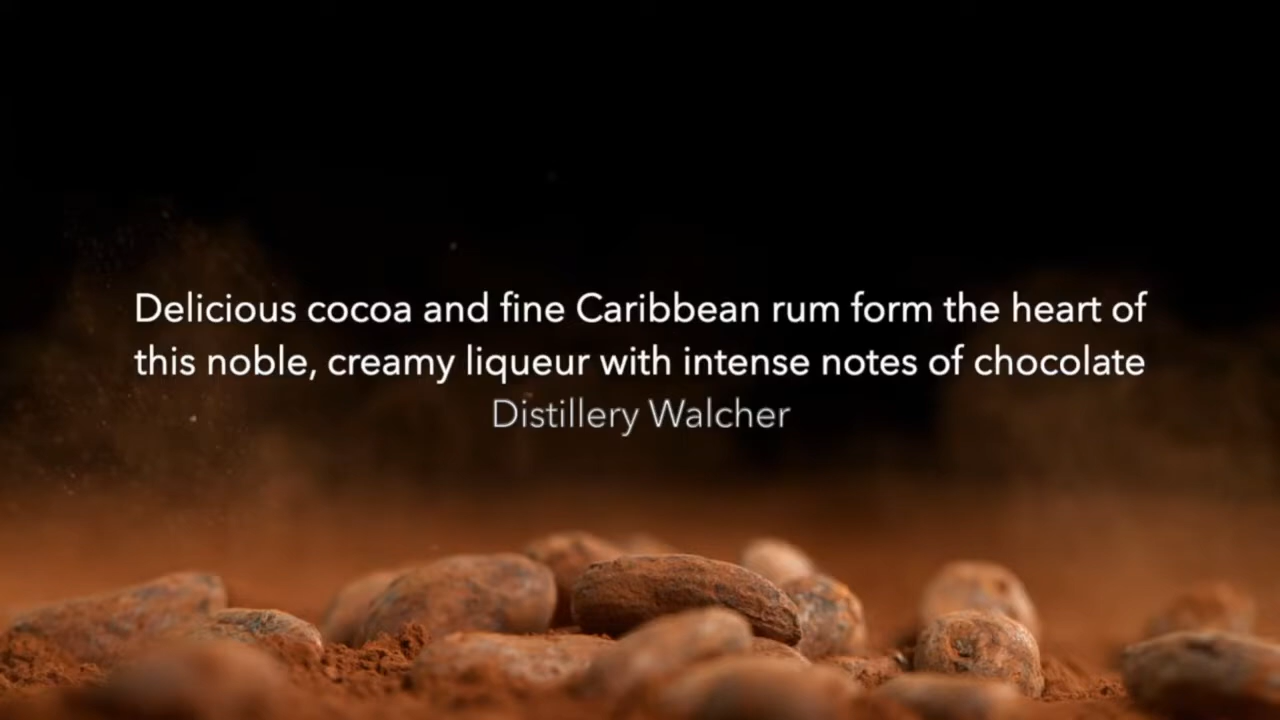 Delicious cocoa and fine Caribbean rum form the heart of
this noble, creamy liqueur with intense notes of chocolate
Distillery Walcher